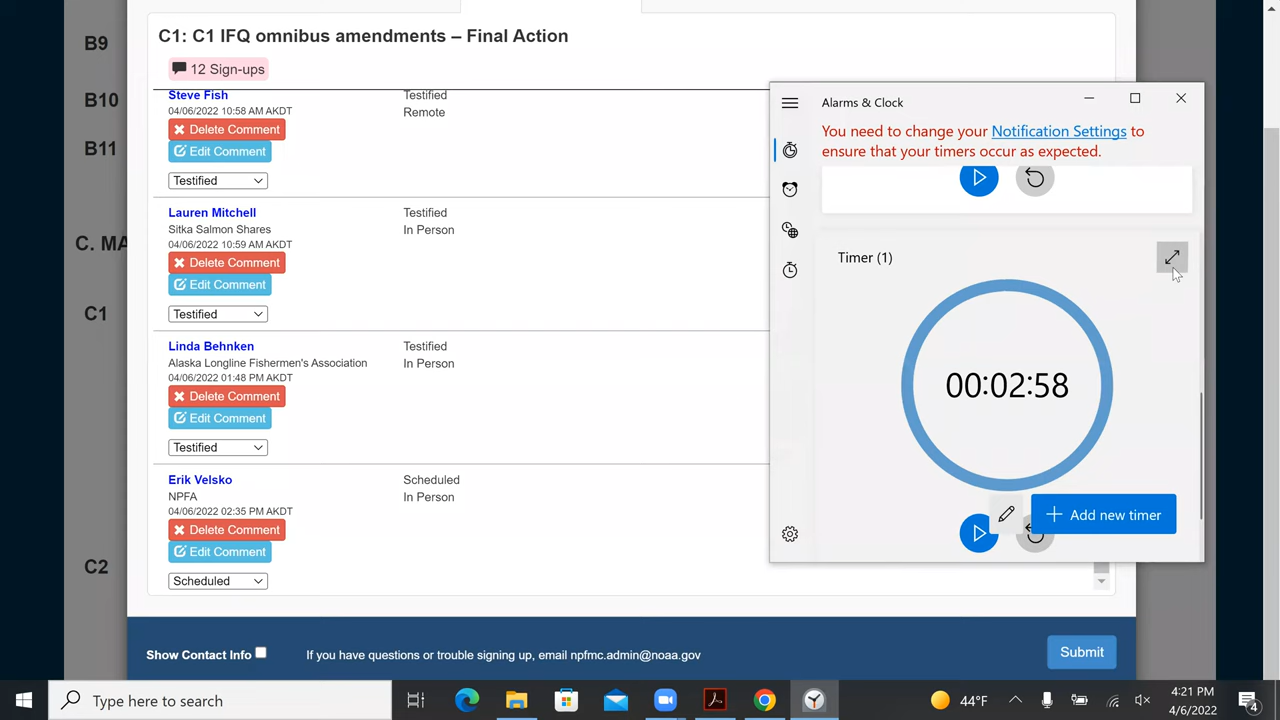 B9
B10
B11
C. MA
C1
C2
C1: C1 IFQ omnibus amendments – Final Action
12 Sign-ups
Steve Fish
04/06/2022 10:58 AM AKDT
Delete Comment
Edit Comment
Testified
Testified
Remote
Lauren Mitchell
Sitka Salmon Shares
04/06/2022 10:59 AM AKDT
Delete Comment
Edit Comment
Testified
Testified
In Person
Linda Behnken
Alaska Longline Fishermen's Association
04/06/2022 01:48 PM AKDT
Delete Comment
Edit Comment
Testified
Testified
In Person
Erik Velsko
NPFA
04/06/2022 02:35 PM AKDT
Delete Comment
Edit Comment
Scheduled
Scheduled
In Person
Alarms & Clock
You need to change your Notification Settings to
ensure that your timers occur as expected.
Timer (1)
00:02:58
Add new timer
Show Contact Info
If you have questions or trouble signing up, email npfmc.admin@noaa.gov
Submit
Type here to search
44°F
4:21 PM
4/6/2022
4